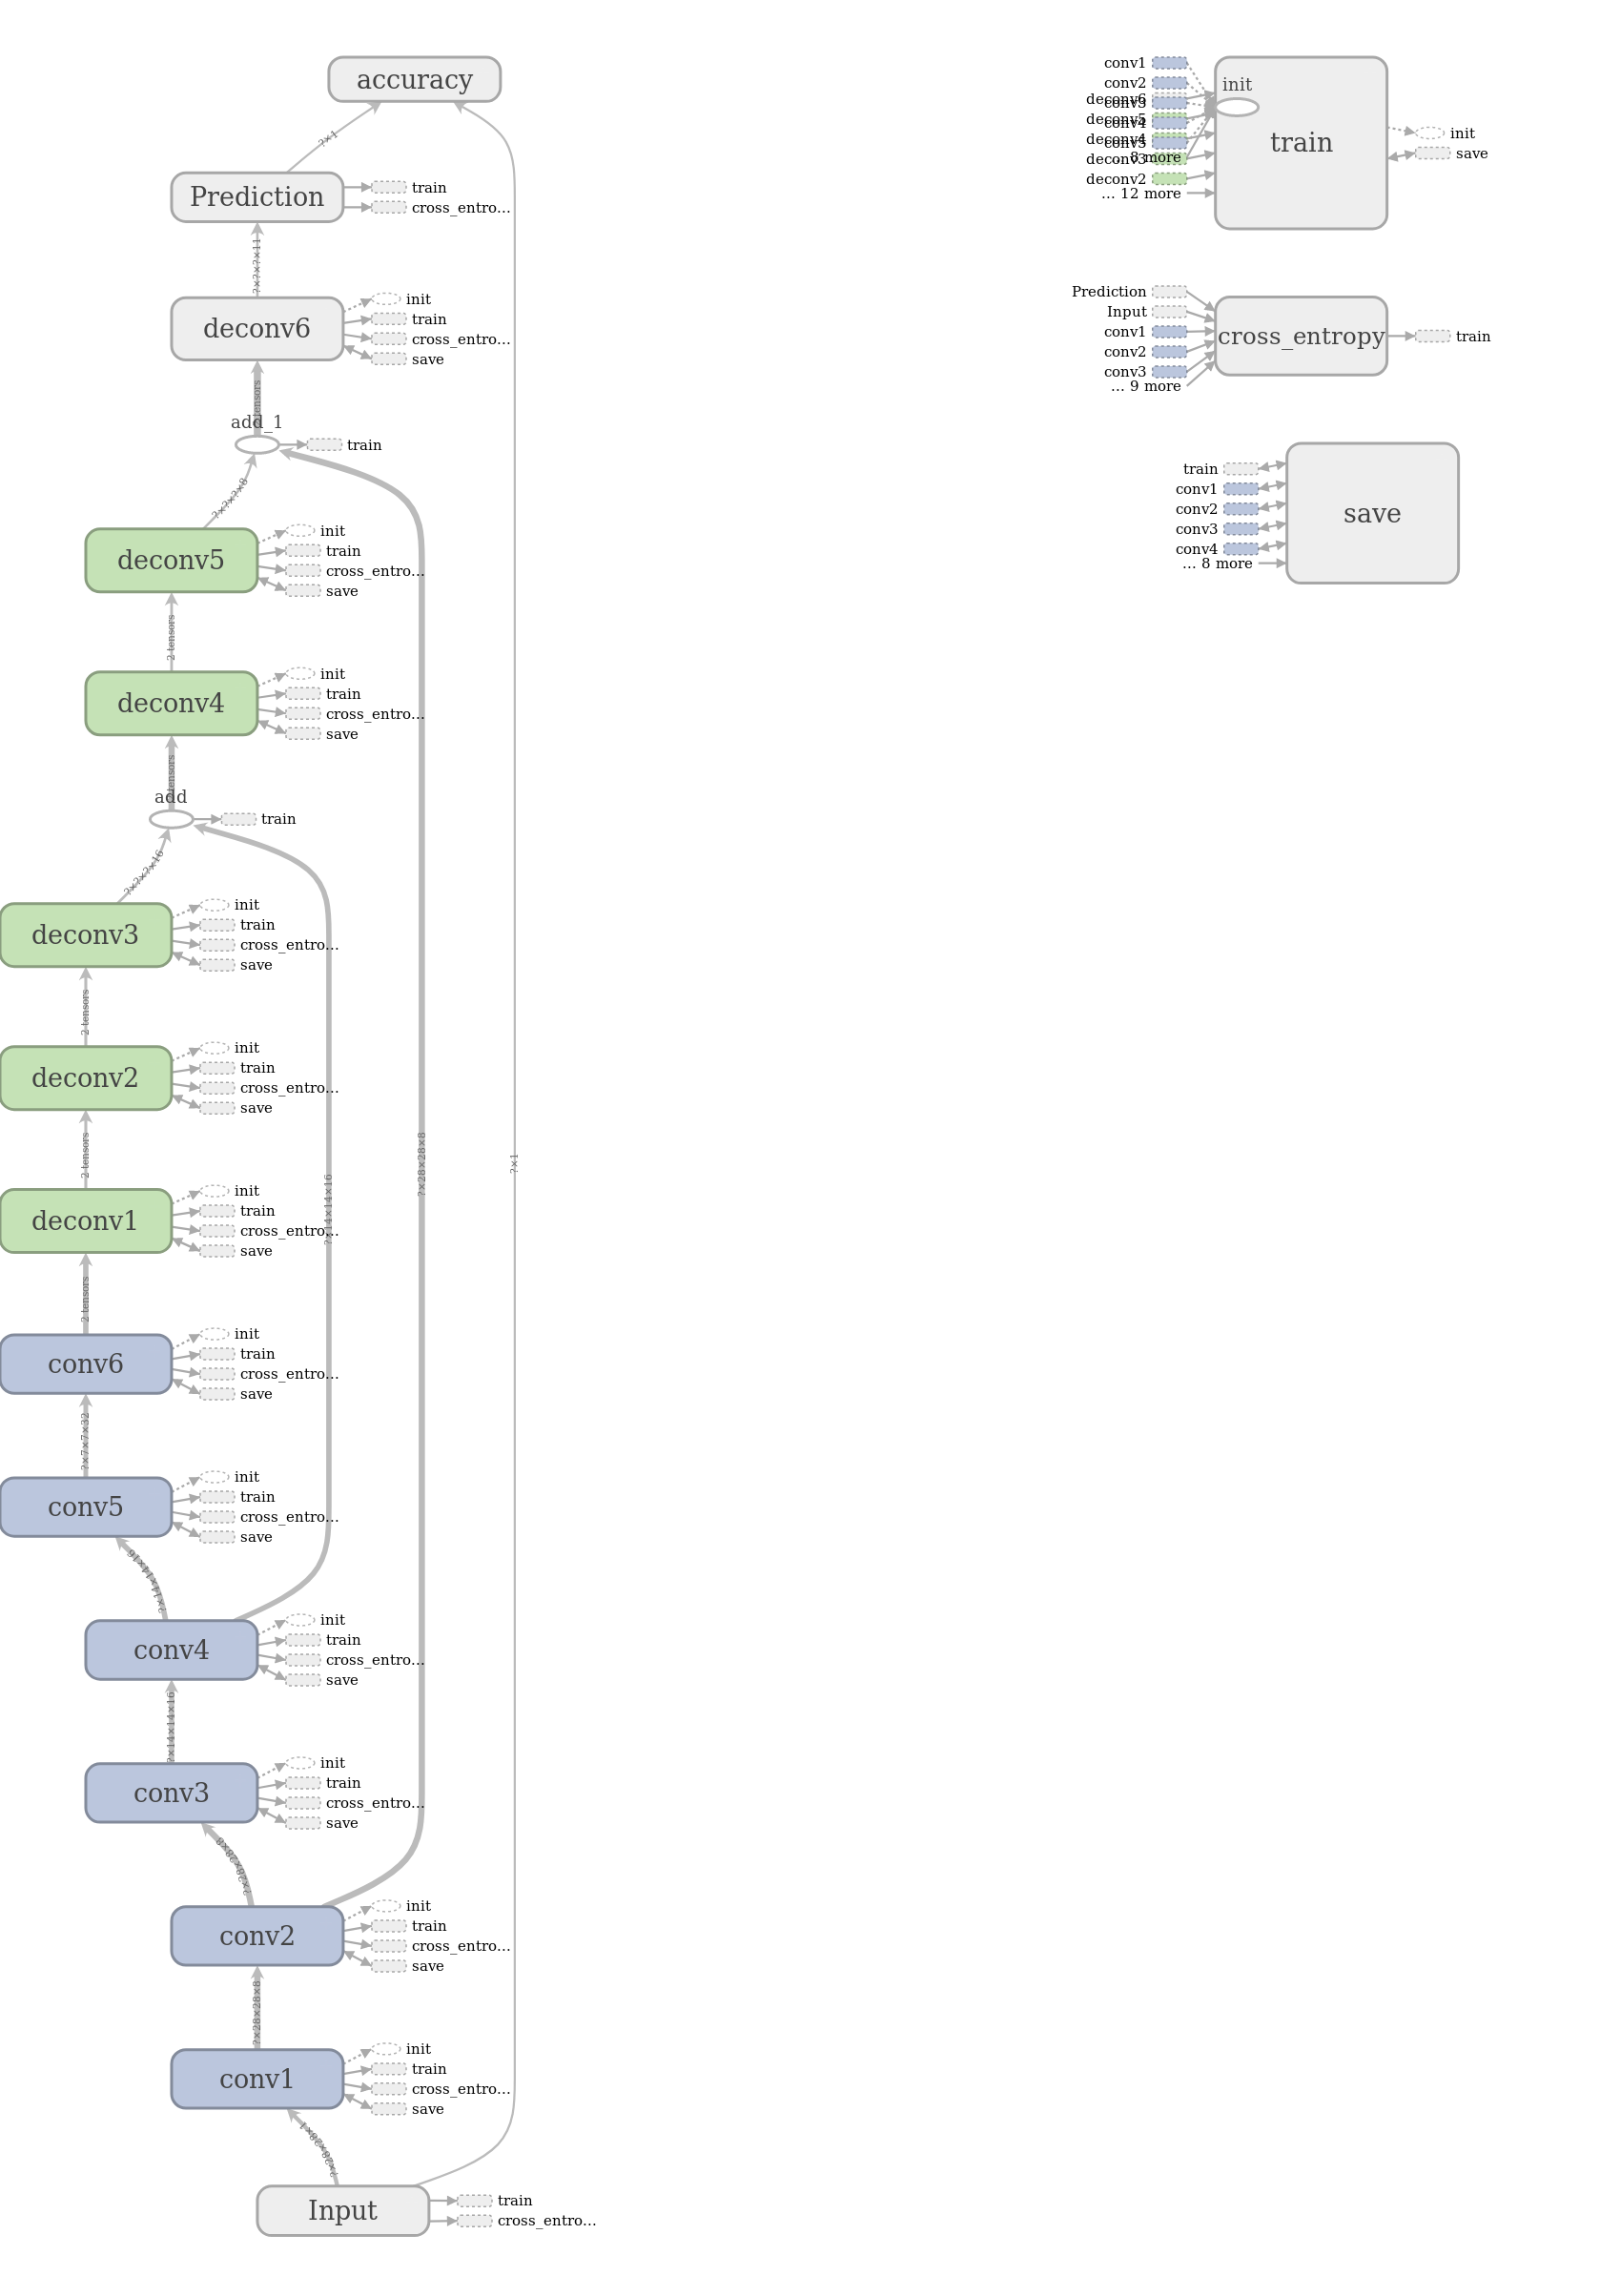 accuracy
?×1
Prediction
train
cross_entro...
?×?×?×11
deconv6
init
train
cross_entro...
save
tensors
add_1
train
?×?×?×8
deconv5
init
train
cross_entro...
save
2 tensors
deconv4
init
train
cross_entro...
save
tensors
add
train
?×?×?×16
deconv3
init
train
cross_entro...
save
2 tensors
deconv2
init
train
cross_entro...
save
2 tensors
?×28×28×8
?×1
?×14×14×16
deconv1
init
train
cross_entro...
save
2 tensors
conv6
init
train
cross_entro...
save
?×7×7×32
conv5
init
train
cross_entro...
save
?×14×14×16
conv4
init
train
cross_entro...
save
?×14×14×16
conv3
init
train
cross_entro...
save
?×28×28×8
conv2
init
train
cross_entro...
save
?×28×28×8
conv1
init
train
cross_entro...
save
?×28×28×1
Input
train
cross_entro...
conv1
conv2
deconv6
conv3
deconv5
conv4
deconv4
conv5
deconv3
... 8 more
deconv2
... 12 more
init
train
init
save
Prediction
Input
conv1
conv2
conv3
... 9 more
cross_entropy
train
train
conv1
conv2
conv3
conv4
... 8 more
save